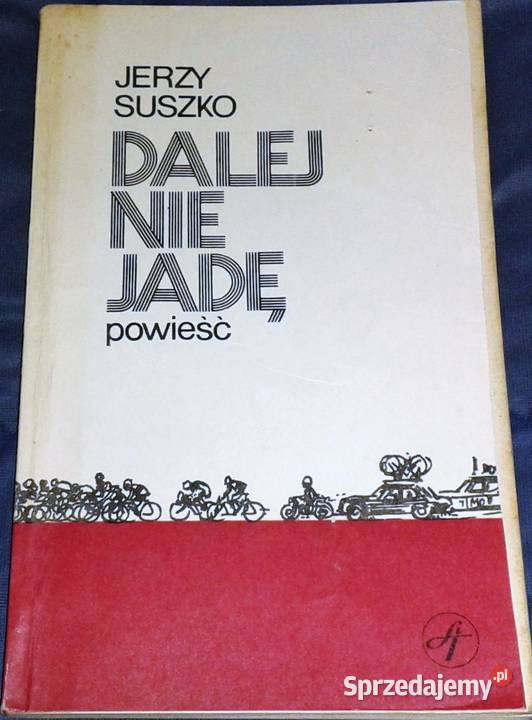 JERZY
SUSZKO
DALEJ
NIE
JADĘ
powieść
Sprzedajemy.pl